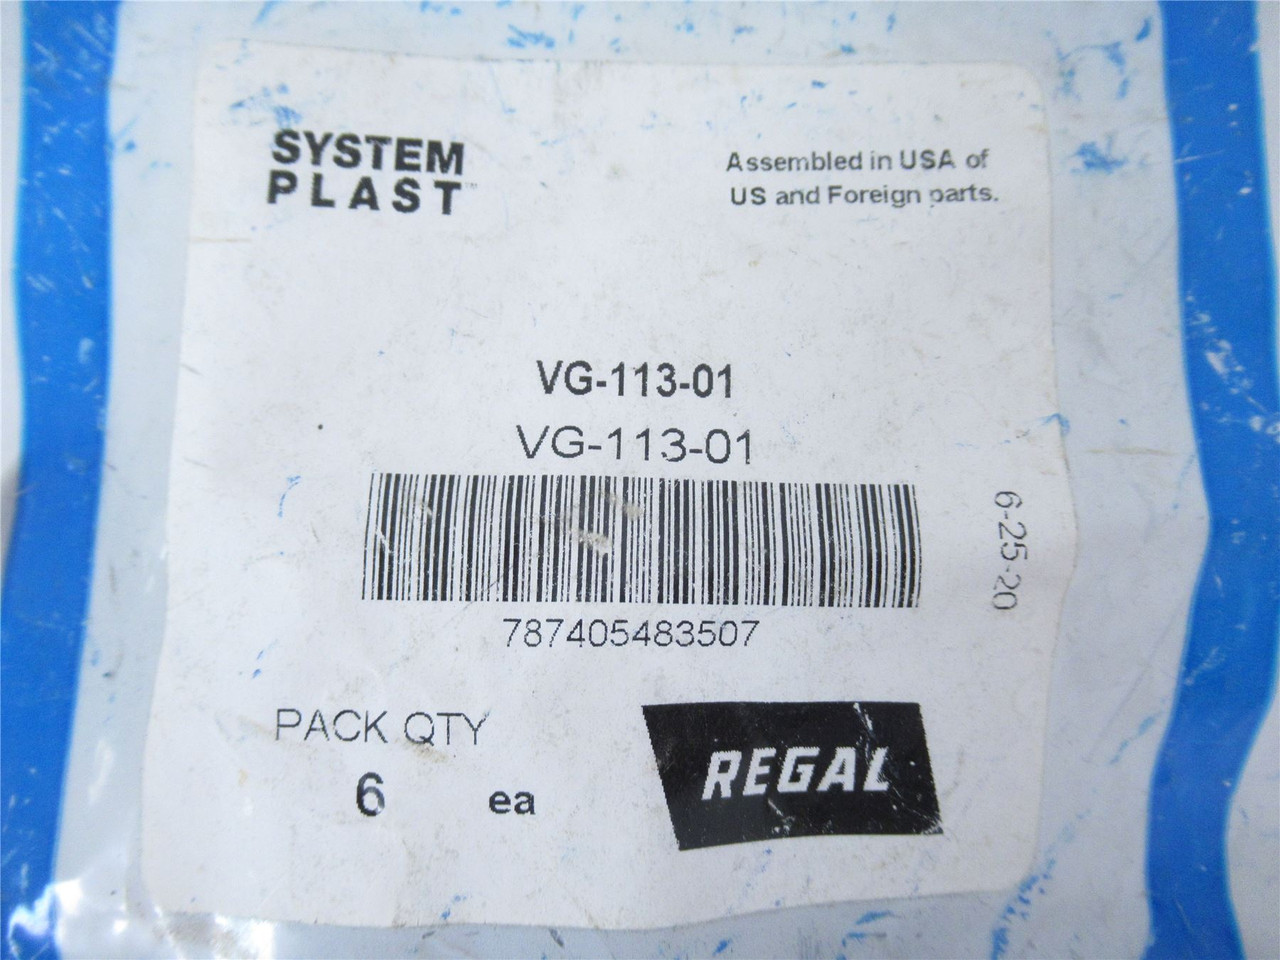 SYSTEM
PLAST™
Assembled in USA of
US and Foreign parts.
VG-113-01
VG-113-01
787405483507
6-25-20
PACK QTY
6 ea
REGAL